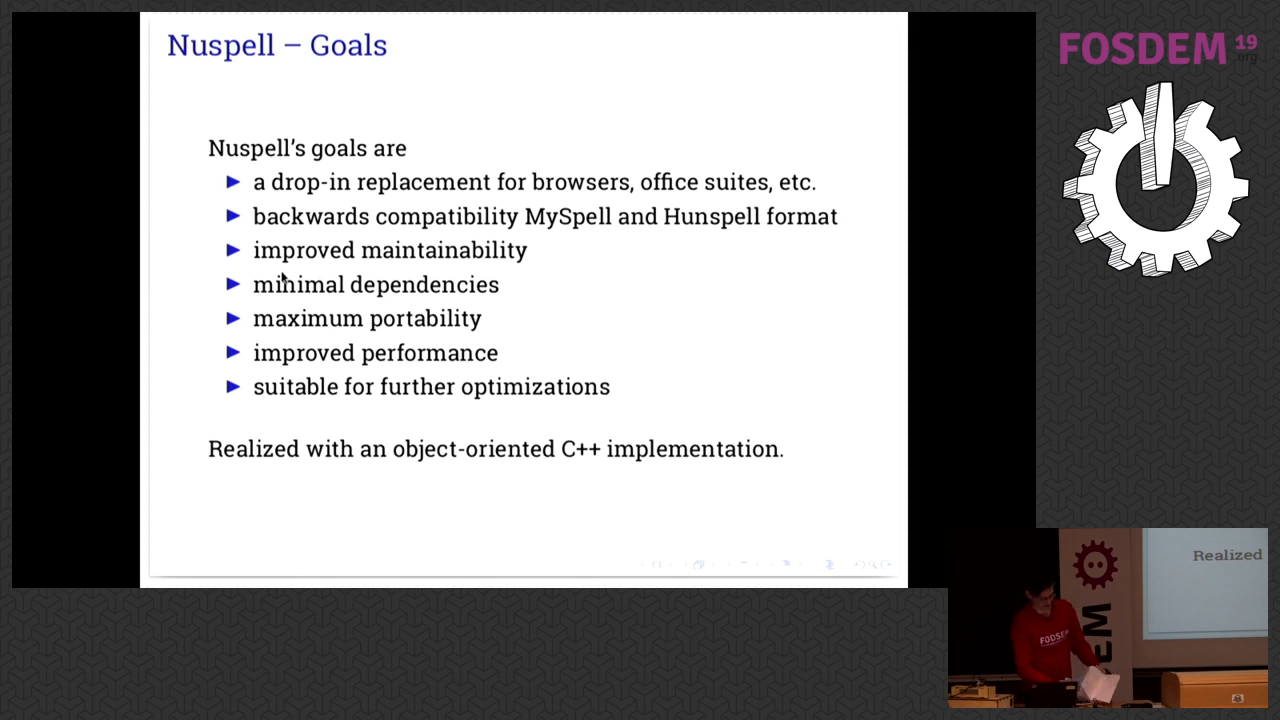 Nuspell – Goals
FOSDEM 19
.org
Nuspell's goals are
a drop-in replacement for browsers, office suites, etc.
backwards compatibility MySpell and Hunspell format
improved maintainability
minimal dependencies
maximum portability
improved performance
suitable for further optimizations
Realized with an object-oriented C++ implementation.
Realized
FOSDEM
EM